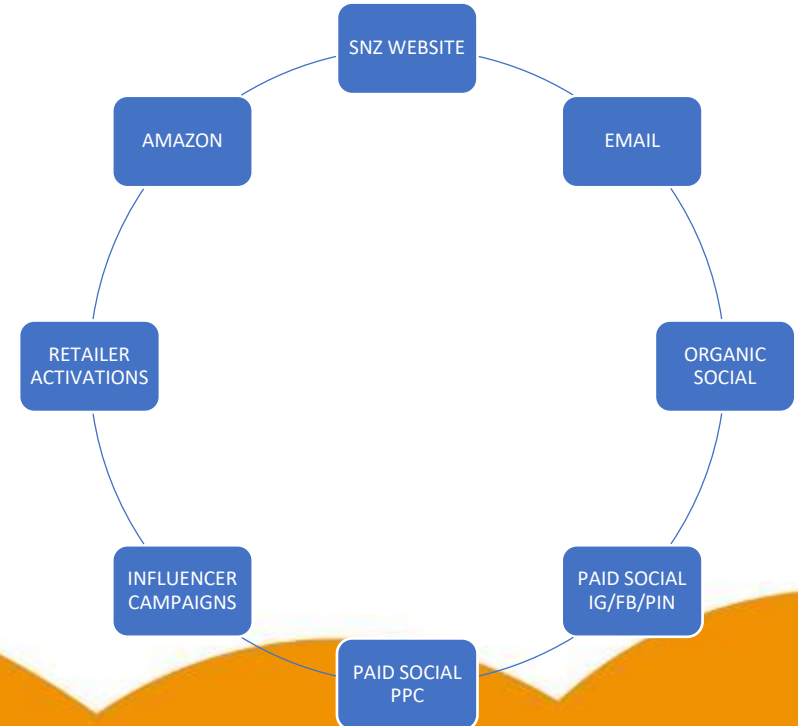 SNZ WEBSITE
EMAIL
ORGANIC
SOCIAL
PAID SOCIAL
IG/FB/PIN
PAID SOCIAL
PPC
INFLUENCER
CAMPAIGNS
RETAILER
ACTIVATIONS
AMAZON